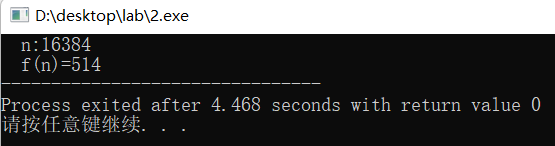 D:\desktop\lab\2.exe
n:16384
f(n)=514
--------------------------------
Process exited after 4.468 seconds with return value 0
请按任意键继续. . .